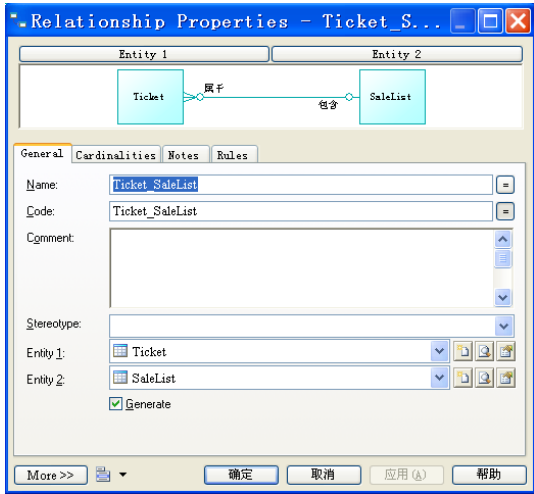 Relationship Properties - Ticket_S...
Entity 1
Entity 2
Ticket
属于
包含
SaleList
General
Cardinalities
Notes
Rules
Name:
Ticket_SaleList
=
Code:
Ticket_SaleList
=
Comment:
Stereotype:
Entity 1:
Ticket
Entity 2:
SaleList
Generate
More >>
确定
取消
应用(A)
帮助